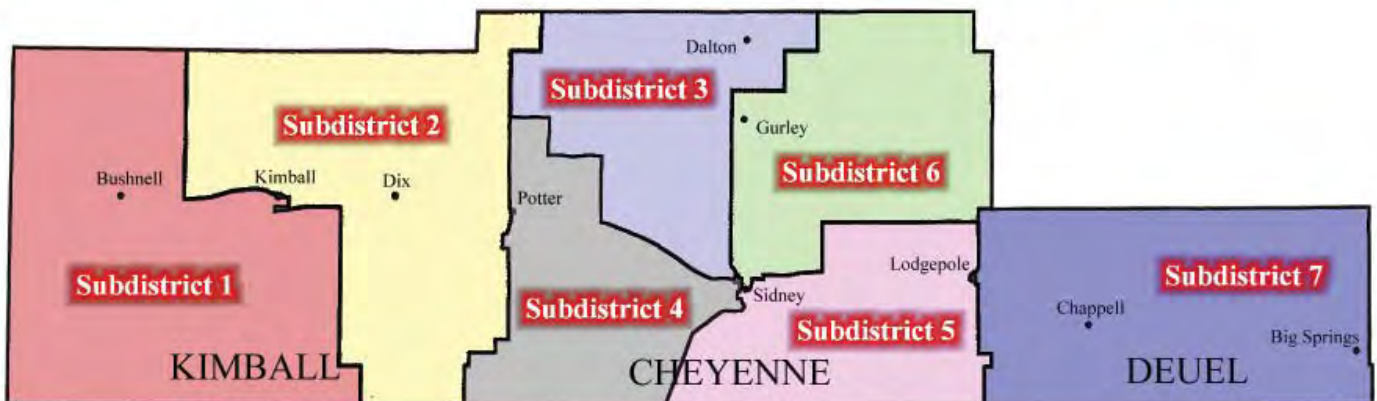 Dalton
Subdistrict 3
Subdistrict 2
Gurley
Bushnell
Kimball
Dix
Subdistrict 6
Potter
Subdistrict 1
Lodgepole
Subdistrict 7
Sidney
Subdistrict 4
Chappell
Subdistrict 5
Big Springs
KIMBALL
CHEYENNE
DEUEL